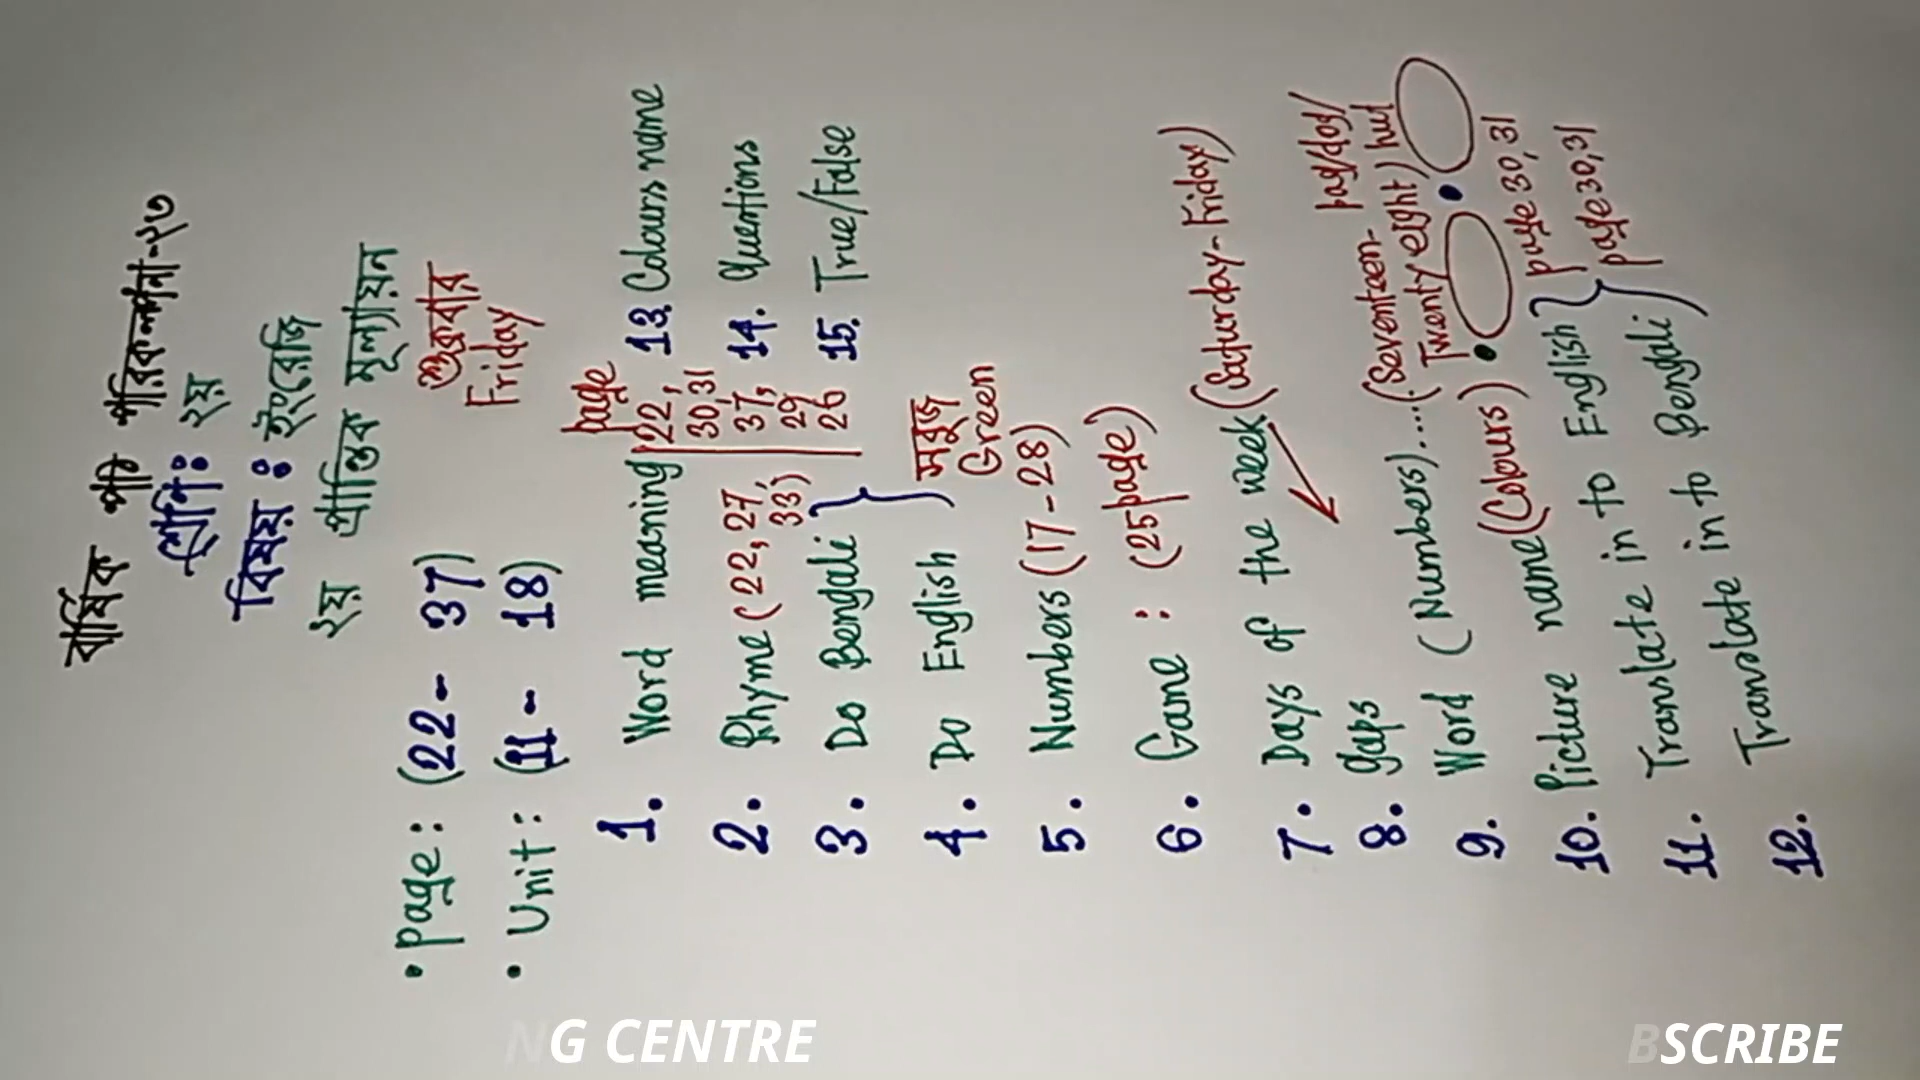 বার্ষিক পাঠ পরিকল্পনা-২৩
শ্রেণি: ২য়
বিষয়: ইংরেজি
২য় প্রান্তিক মূল্যায়ন
• Page: (22- 37) শুক্রবার
• Unit: (11- 18) Friday
page
1. Word meaning 22, 30,31 13. Colours name
2. Rhyme (22,27, 33) 37, 29 14. Questions
3. Do Bengali 26 15. True/False
4. Do English সবুজ Green
5. Numbers (17-28)
6. Game: (25 page)
7. Days of the week (Saturday-Friday)
8. gaps
9. Word (Numbers).... (Seventeen- Twenty eight)
10. Picture name (Colours)
11. Translate in to English page 30,31
12. Translate in to Bengali page 30,31
NG CENTRE
BSCRIBE